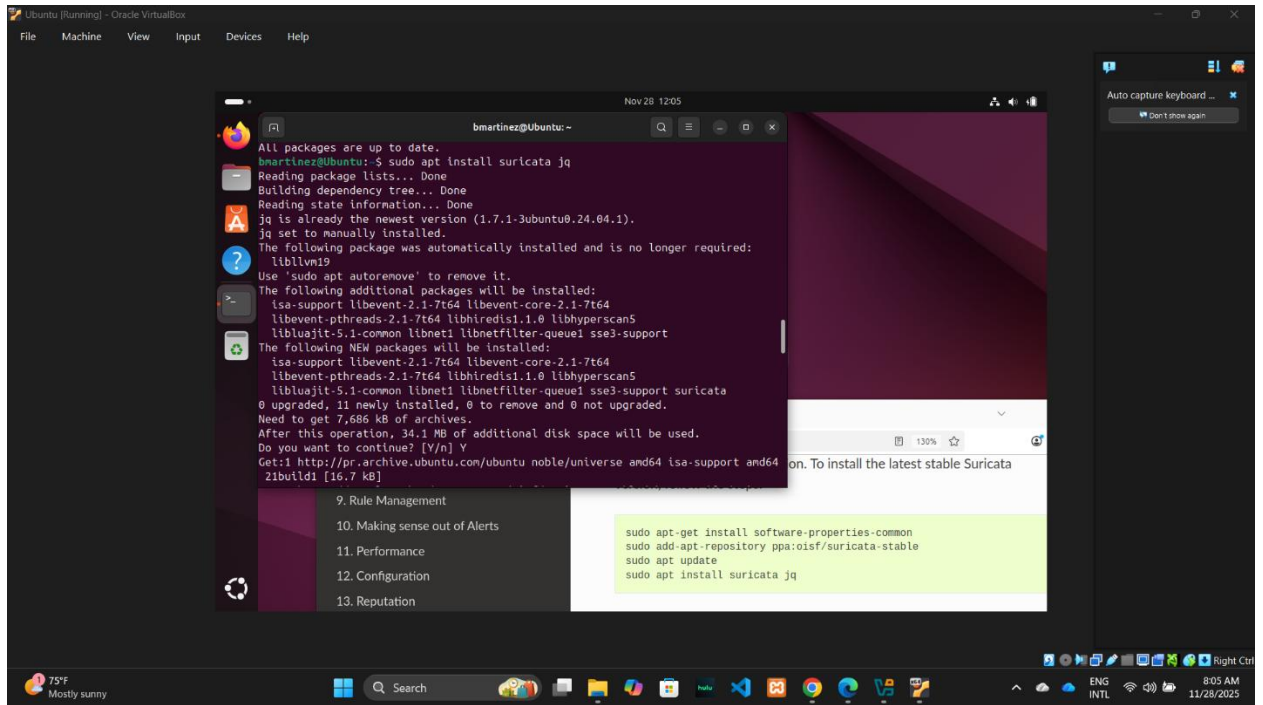 Ubuntu [Running] - Oracle VirtualBox
File Machine View Input Devices Help
Auto capture keyboard ...
Don't show again
Nov 28 12:05
bmartinez@Ubuntu: ~
All packages are up to date.
bmartinez@Ubuntu:~$ sudo apt install suricata jq
Reading package lists... Done
Building dependency tree... Done
Reading state information... Done
jq is already the newest version (1.7.1-3ubuntu0.24.04.1).
jq set to manually installed.
The following package was automatically installed and is no longer required:
libllvm19
Use 'sudo apt autoremove' to remove it.
The following additional packages will be installed:
isa-support libevent-2.1-7t64 libevent-core-2.1-7t64
libevent-pthreads-2.1-7t64 libhiredis1.1.0 libhyperscan5
libluajit-5.1-common libnet1 libnetfilter-queue1 sse3-support
The following NEW packages will be installed:
isa-support libevent-2.1-7t64 libevent-core-2.1-7t64
libevent-pthreads-2.1-7t64 libhiredis1.1.0 libhyperscan5
libluajit-5.1-common libnet1 libnetfilter-queue1 sse3-support suricata
0 upgraded, 11 newly installed, 0 to remove and 0 not upgraded.
Need to get 7,686 kB of archives.
After this operation, 34.1 MB of additional disk space will be used.
Do you want to continue? [Y/n] Y
Get:1 http://pr.archive.ubuntu.com/ubuntu noble/universe amd64 isa-support amd64
21build1 [16.7 kB]
130%
on. To install the latest stable Suricata
9. Rule Management
10. Making sense out of Alerts
11. Performance
12. Configuration
13. Reputation
sudo apt-get install software-properties-common
sudo add-apt-repository ppa:oisf/suricata-stable
sudo apt update
sudo apt install suricata jq
Right Ctrl
1
75°F
Mostly sunny
Search
hulu
ENG
INTL
8:05 AM
11/28/2025